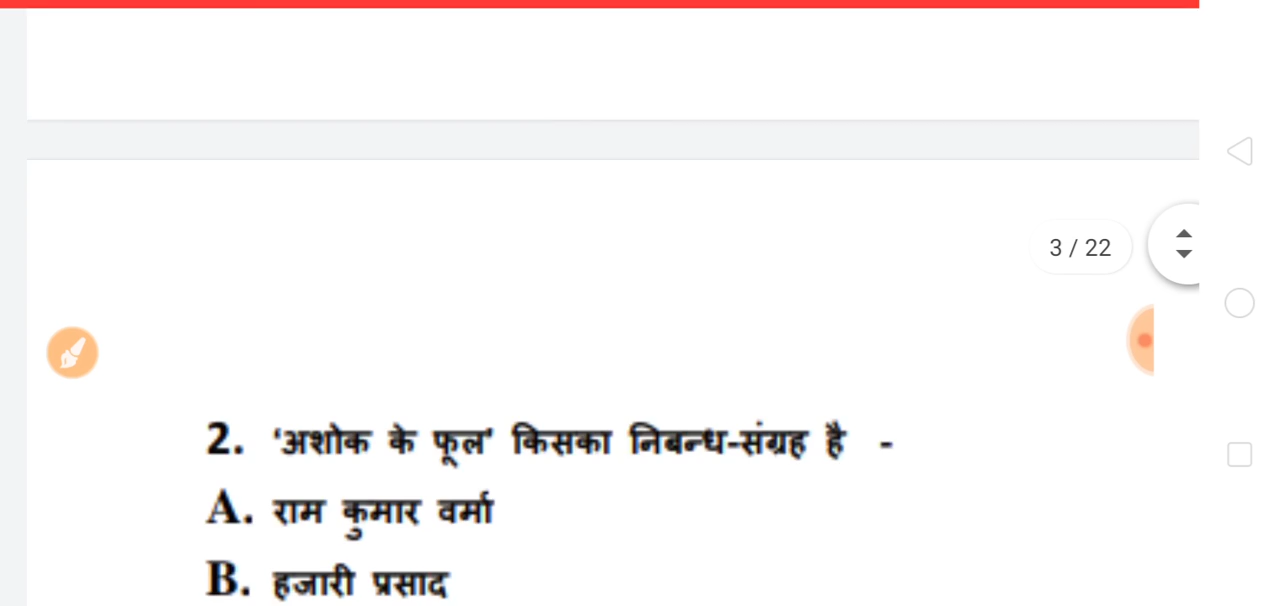 3 / 22
2. 'अशोक के फूल' किसका निबन्ध-संग्रह है -
A. राम कुमार वर्मा
B. हजारी प्रसाद